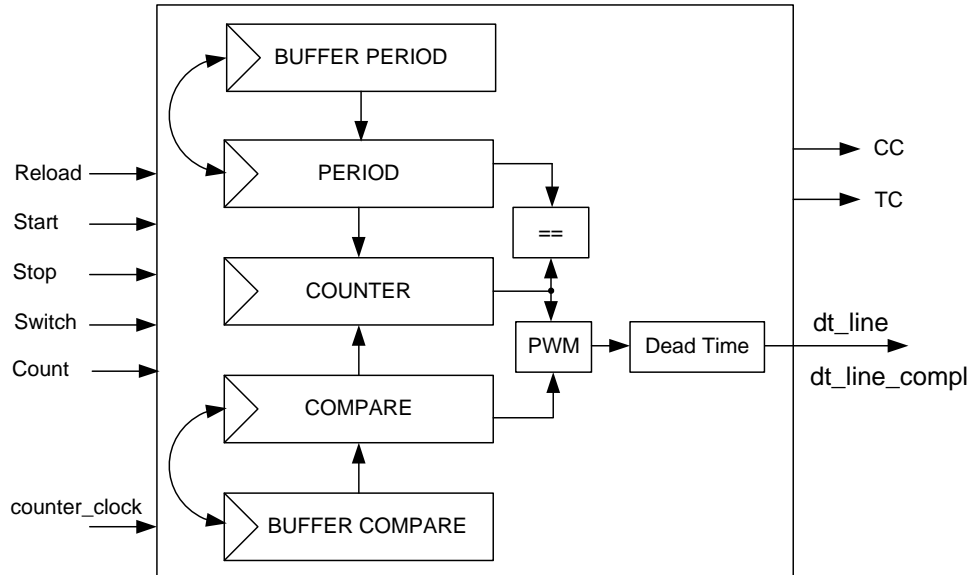 BUFFER PERIOD
PERIOD
==
COUNTER
PWM
Dead Time
COMPARE
BUFFER COMPARE
Reload
Start
Stop
Switch
Count
counter_clock
CC
TC
dt_line
dt_line_compl